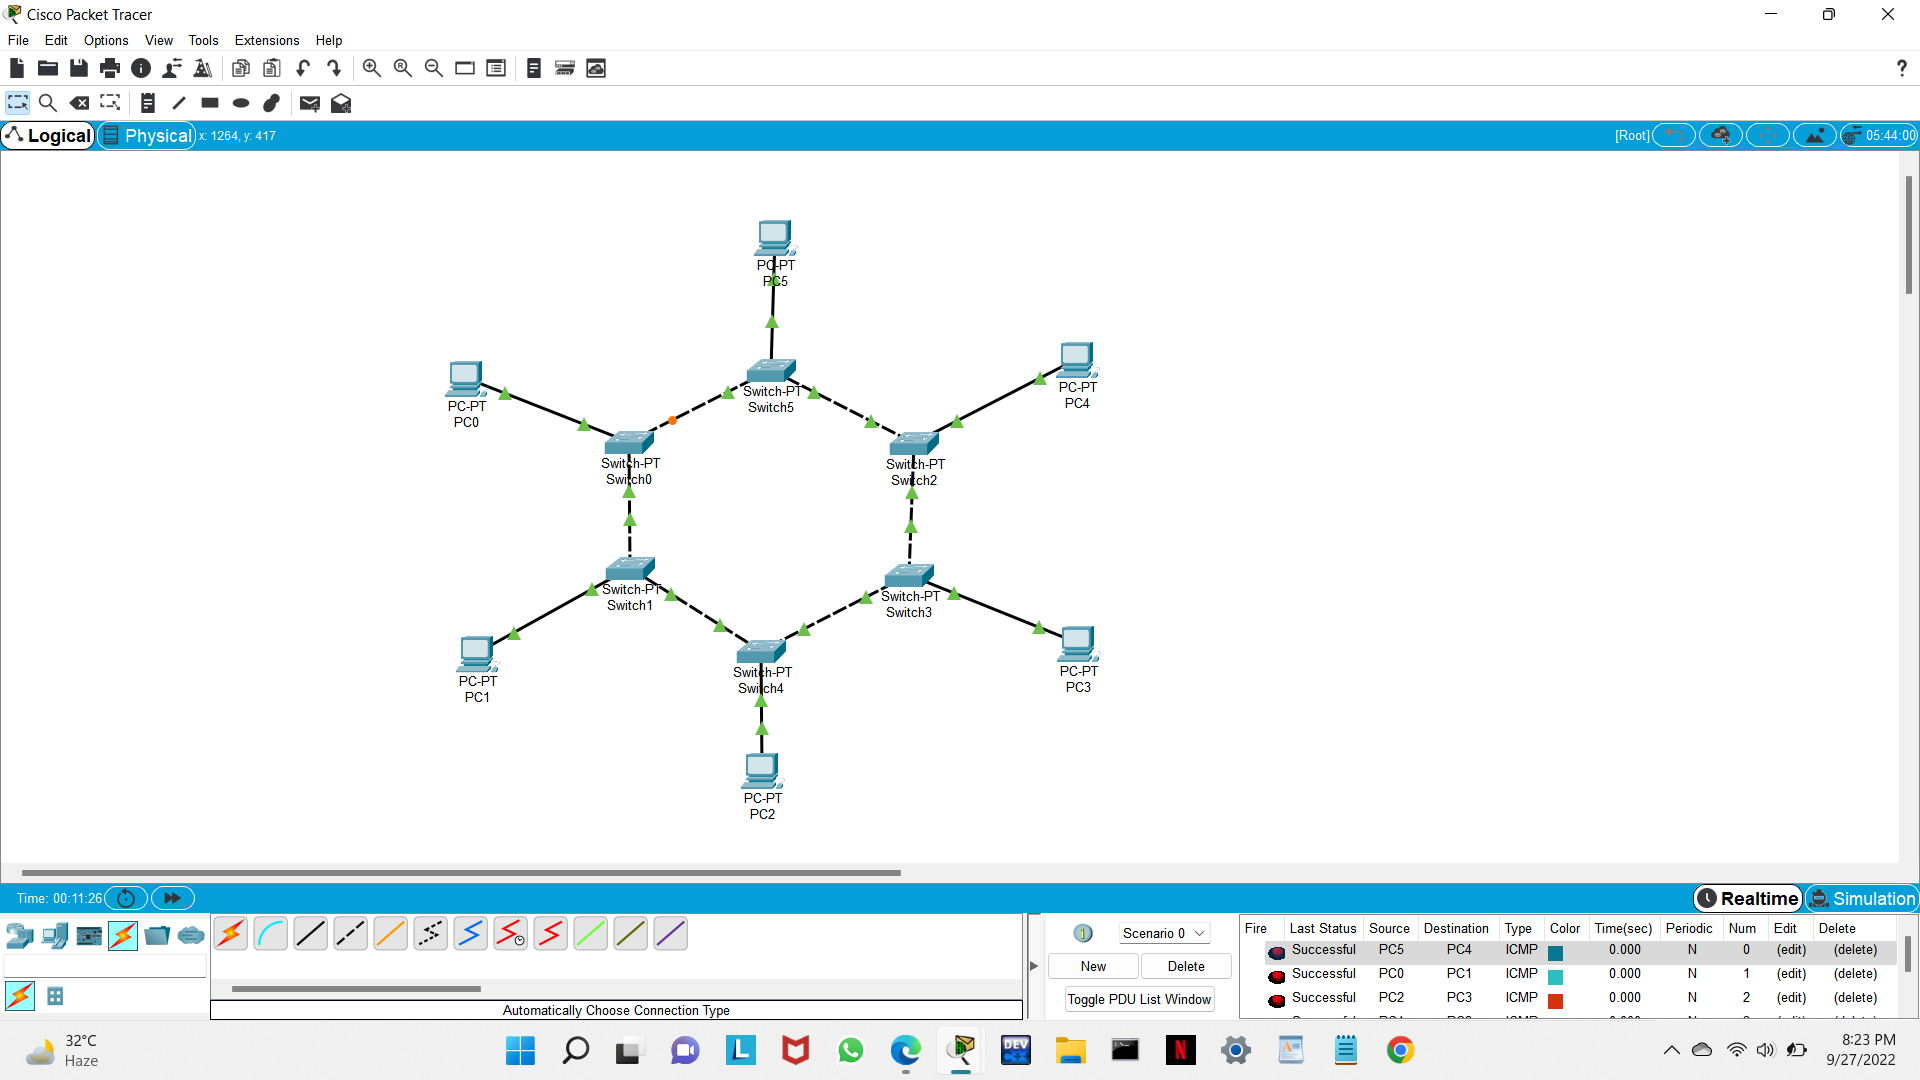 Cisco Packet Tracer
File Edit Options View Tools Extensions Help
?
Logical Physical x: 1264, y: 417 [Root] 05:44:00
PC-PT
PC5
PC-PT
PC4
Switch-PT
Switch5
PC-PT
PC0
Switch-PT
Switch0
Switch-PT
Switch2
Switch-PT
Switch1
Switch-PT
Switch3
PC-PT
PC1
Switch-PT
Switch4
PC-PT
PC3
PC-PT
PC2
Time: 00:11:26 Realtime Simulation
Scenario 0
New Delete
Toggle PDU List Window
Automatically Choose Connection Type
Fire Last Status Source Destination Type Color Time(sec) Periodic Num Edit Delete
Successful PC5 PC4 ICMP 0.000 N 0 (edit) (delete)
Successful PC0 PC1 ICMP 0.000 N 1 (edit) (delete)
Successful PC2 PC3 ICMP 0.000 N 2 (edit) (delete)
32°C
Haze
L
DEV
C++
N
8:23 PM
9/27/2022